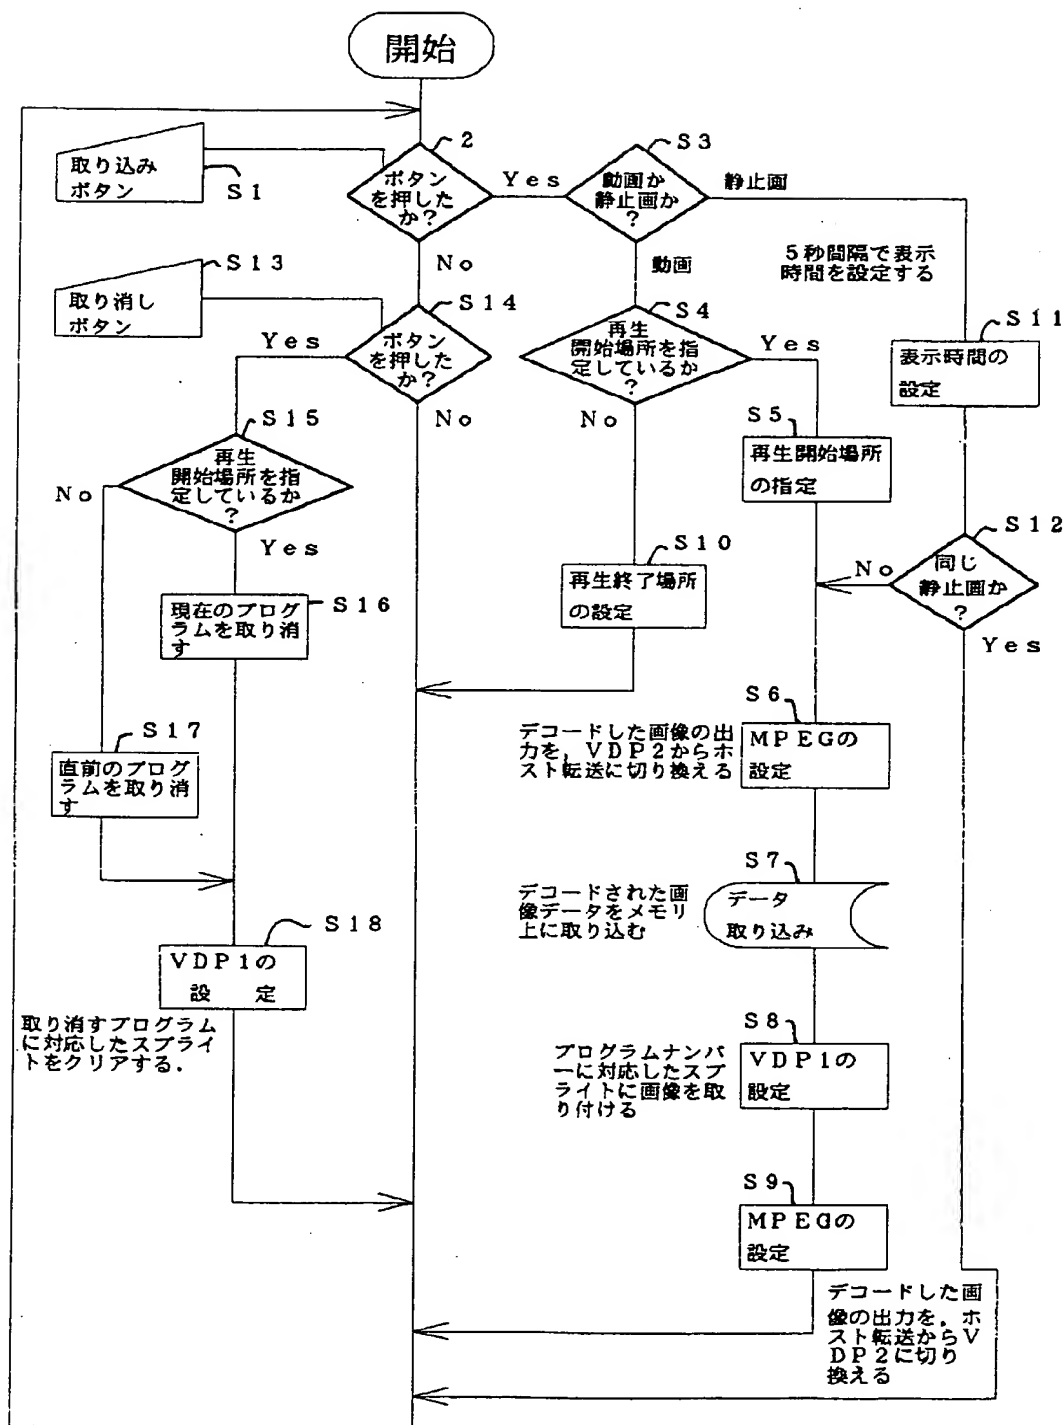 開始
取り込み
ボタン
S1
2
ボタン
を押した
か?
Yes
S3
動画か
静止画か
?
静止画
No
動画
5秒間隔で表示
時間を設定する
S13
取り消し
ボタン
S14
ボタン
を押した
か?
Yes
No
S4
再生
開始場所を指
定しているか
?
Yes
No
S11
表示時間の
設定
S5
再生開始場所
の指定
S15
再生
開始場所を指
定しているか
?
No
Yes
S10
再生終了場所
の設定
S12
同じ
静止画か
?
No
Yes
S16
現在のプログ
ラムを取り消
す
S17
直前のプログ
ラムを取り消
す
S6
MPEGの
設定
デコードした画像の出
力を,VDP2からホ
スト転送に切り換える
S7
データ
取り込み
デコードされた画
像データをメモリ
上に取り込む
S18
VDP1の
設 定
取り消すプログラム
に対応したスプライ
トをクリアする.
S8
VDP1の
設定
プログラムナンバ
ーに対応したスプ
ライトに画像を取
り付ける
S9
MPEGの
設定
デコードした画
像の出力を,ホ
スト転送からV
DP2に切り
換える